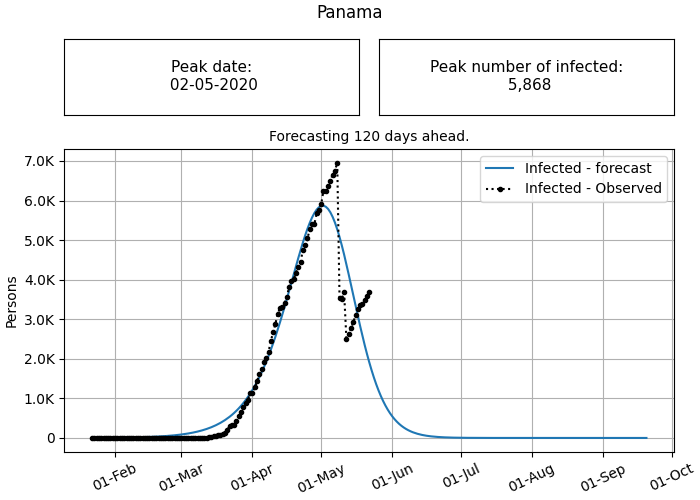 Panama
Peak date:
02-05-2020
Peak number of infected:
5,868
Forecasting 120 days ahead.
Infected - forecast
Infected - Observed
Persons
7.0K
6.0K
5.0K
4.0K
3.0K
2.0K
1.0K
0
01-Feb
01-Mar
01-Apr
01-May
01-Jun
01-Jul
01-Aug
01-Sep
01-Oct